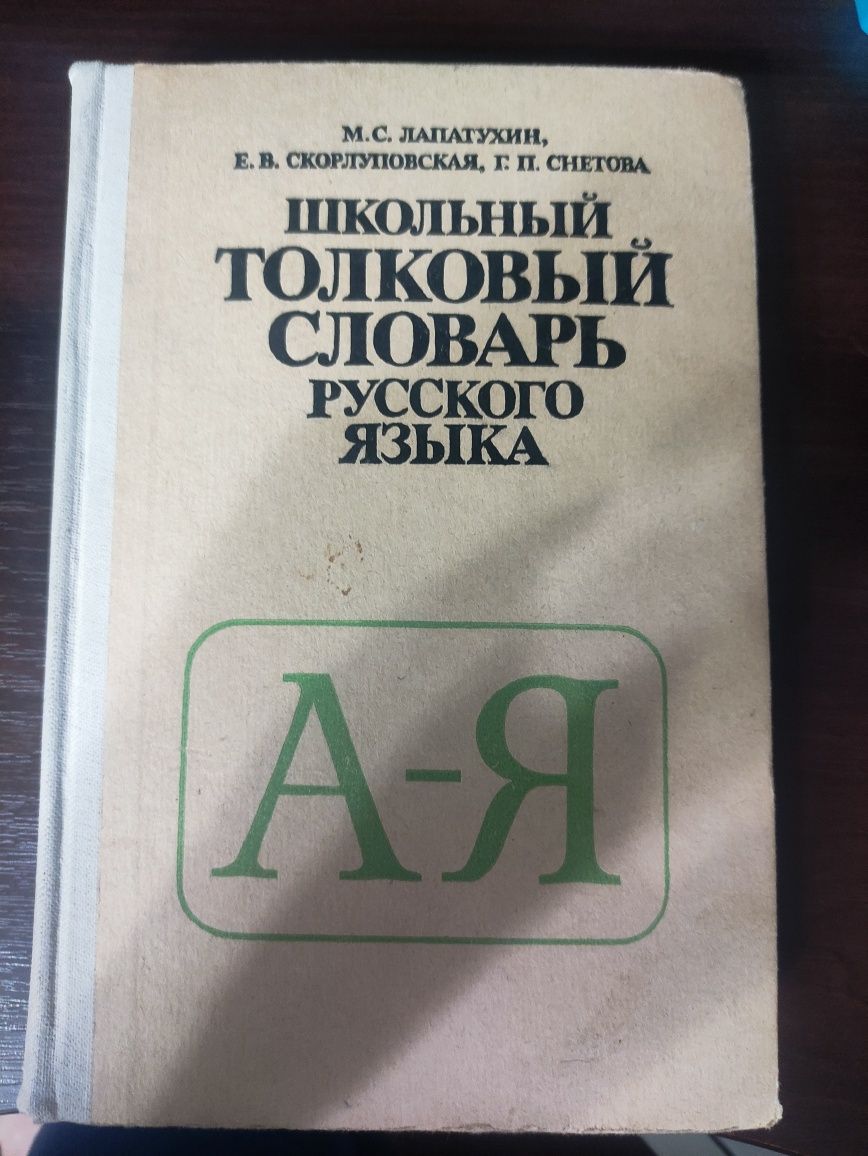 М. С. ЛАПАТУХИН,
Е. В. СКОРЛУПОВСКАЯ, Г. П. СНЕТОВА
ШКОЛЬНЫЙ
ТОЛКОВЫЙ
СЛОВАРЬ
РУССКОГО
ЯЗЫКА
А-Я